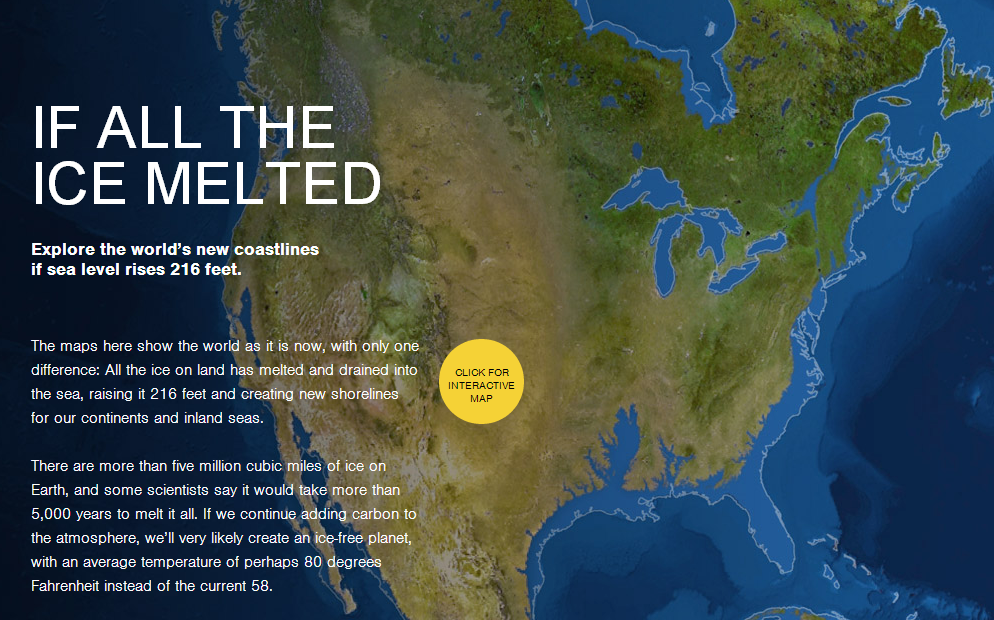 IF ALL THE
ICE MELTED
Explore the world’s new coastlines
if sea level rises 216 feet.
The maps here show the world as it is now, with only one
difference: All the ice on land has melted and drained into
the sea, raising it 216 feet and creating new shorelines
for our continents and inland seas.
There are more than five million cubic miles of ice on
Earth, and some scientists say it would take more than
5,000 years to melt it all. If we continue adding carbon to
the atmosphere, we’ll very likely create an ice-free planet,
with an average temperature of perhaps 80 degrees
Fahrenheit instead of the current 58.
CLICK FOR
INTERACTIVE
MAP